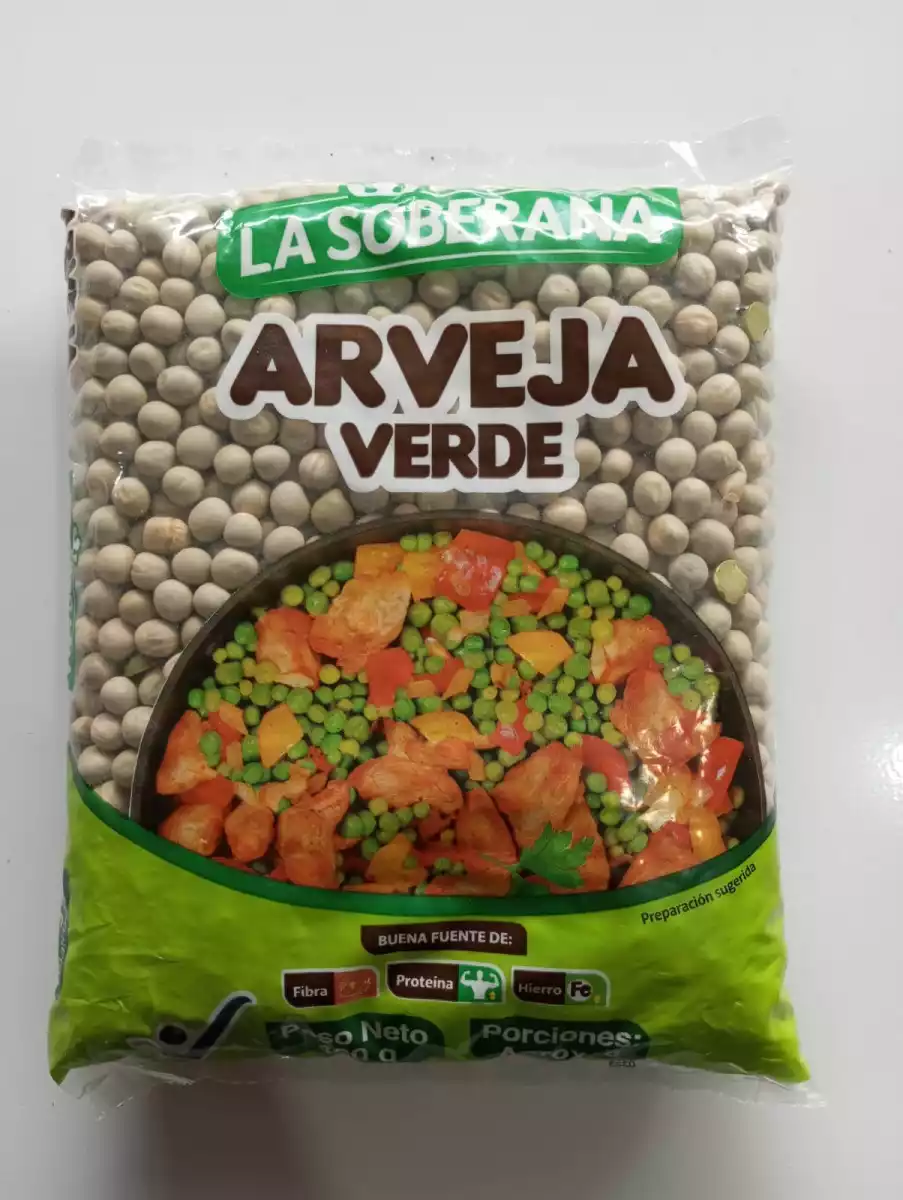 LA SOBERANA
ARVEJA
VERDE
Preparación sugerida
BUENA FUENTE DE:
Fibra
Proteína
Hierro Fe
Peso Neto
g
Porciones: